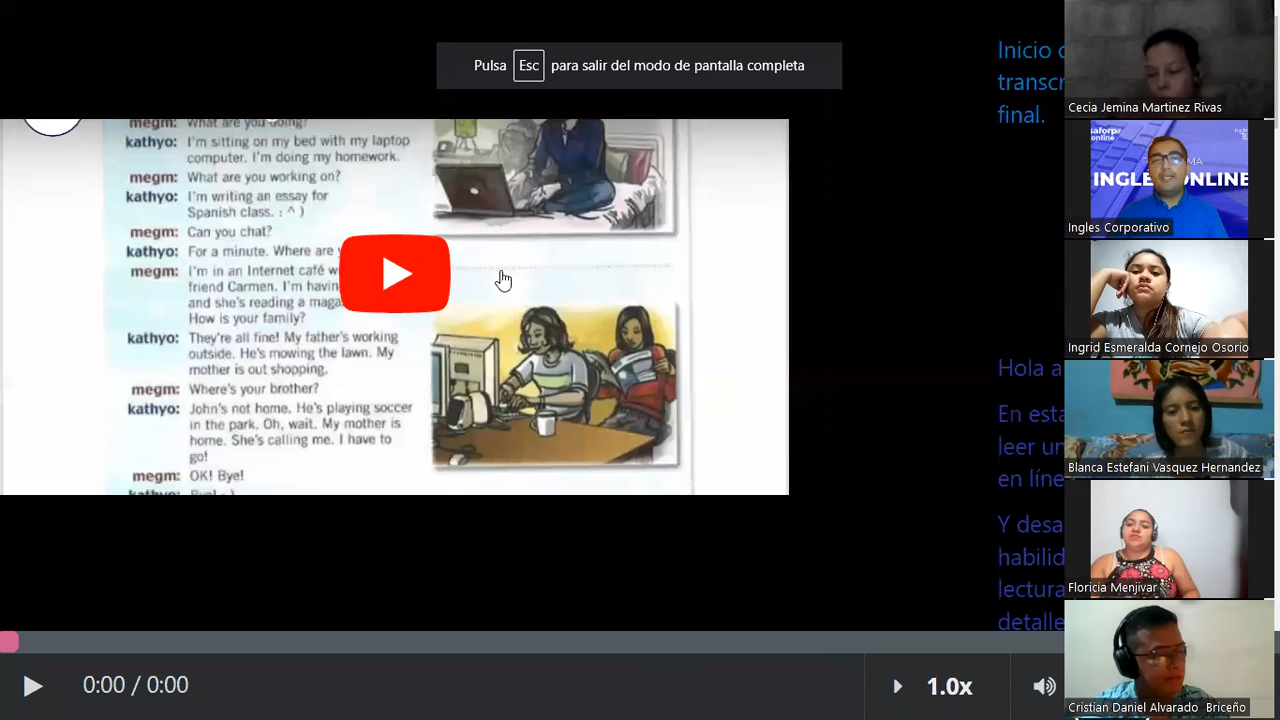 Pulsa Esc para salir del modo de pantalla completa
megm: What are you doing?
kathyo: I'm sitting on my bed with my laptop
computer. I'm doing my homework.
megm: What are you working on?
kathyo: I'm writing an essay for
Spanish class. : ^ )
megm: Can you chat?
kathyo: For a minute. Where are
megm: I'm in an Internet café
friend Carmen. I'm
and she's reading a
How is your family?
kathyo: They're all fine! My father's working
outside. He's mowing the lawn. My
mother is out shopping.
megm: Where's your brother?
kathyo: John's not home. He's playing soccer
in the park. Oh, wait. My mother is
home. She's calling me. I have to
go!
megm: OK! Bye!
Inicio
final.
Hola a
En esta
en líne
Y desa
habilid
lectura
detalle
0:00 / 0:00
1.0x
Cecia Jemina Martinez Rivas
saforp
online
INGLE ONLINE
Ingles Corporativo
Ingrid Esmeralda Cornejo Osorio
Blanca Estefani Vasquez Hernandez
Floricia Menjivar
Cristian Daniel Alvarado Briceño